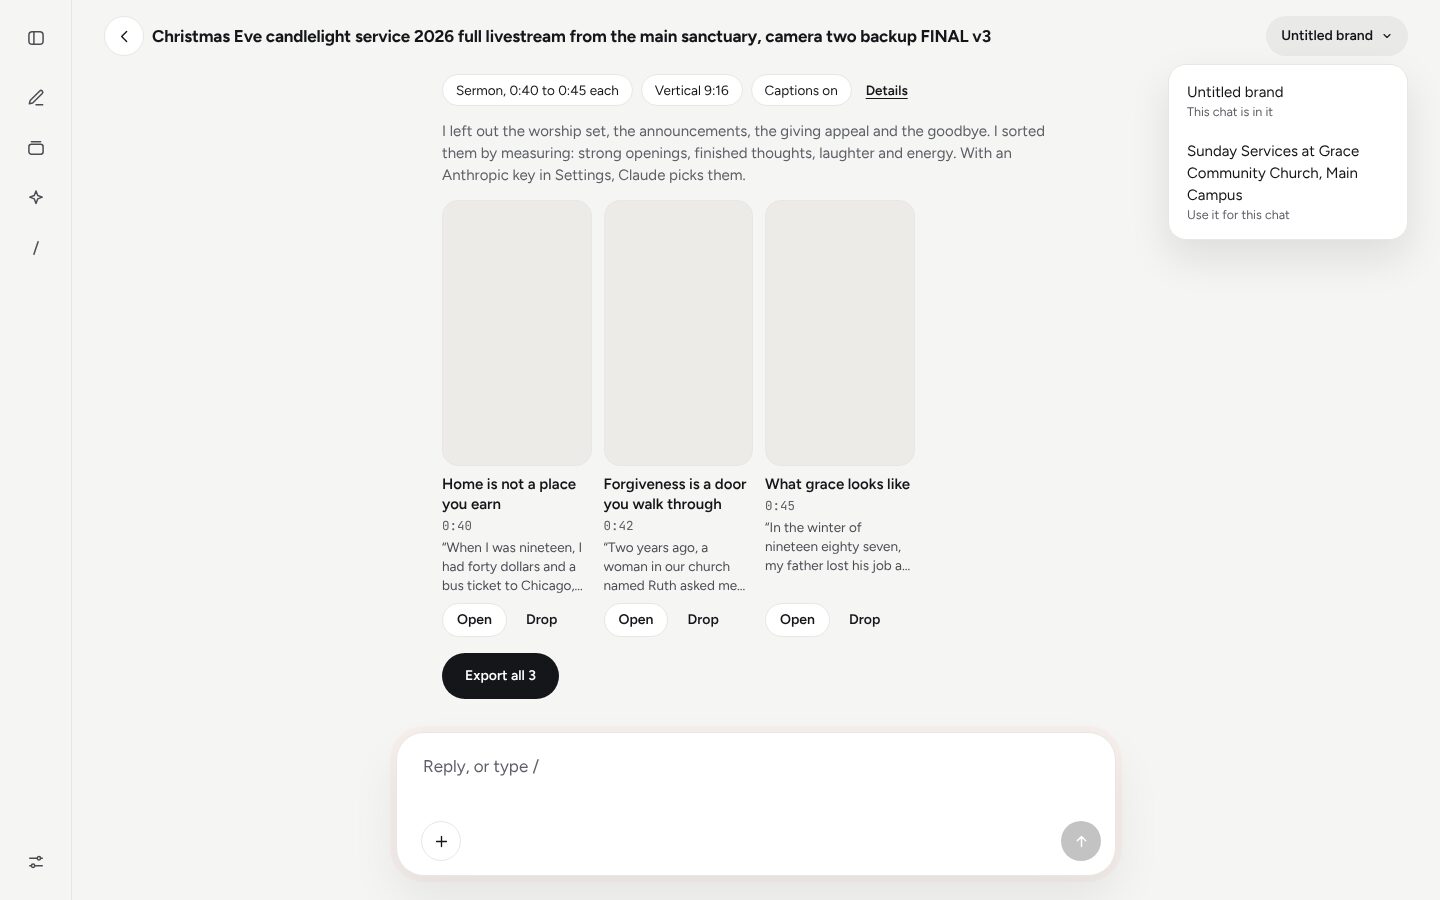 Christmas Eve candlelight service 2026 full livestream from the main sanctuary, camera two backup FINAL v3
Untitled brand
Untitled brand
This chat is in it
Sunday Services at Grace
Community Church, Main
Campus
Use it for this chat
Sermon, 0:40 to 0:45 each
Vertical 9:16
Captions on
Details
I left out the worship set, the announcements, the giving appeal and the goodbye. I sorted
them by measuring: strong openings, finished thoughts, laughter and energy. With an
Anthropic key in Settings, Claude picks them.
Home is not a place
you earn
0:40
“When I was nineteen, I
had forty dollars and a
bus ticket to Chicago,...
Open
Drop
Forgiveness is a door
you walk through
0:42
“Two years ago, a
woman in our church
named Ruth asked me...
Open
Drop
What grace looks like
0:45
“In the winter of
nineteen eighty seven,
my father lost his job a...
Open
Drop
Export all 3
Reply, or type /